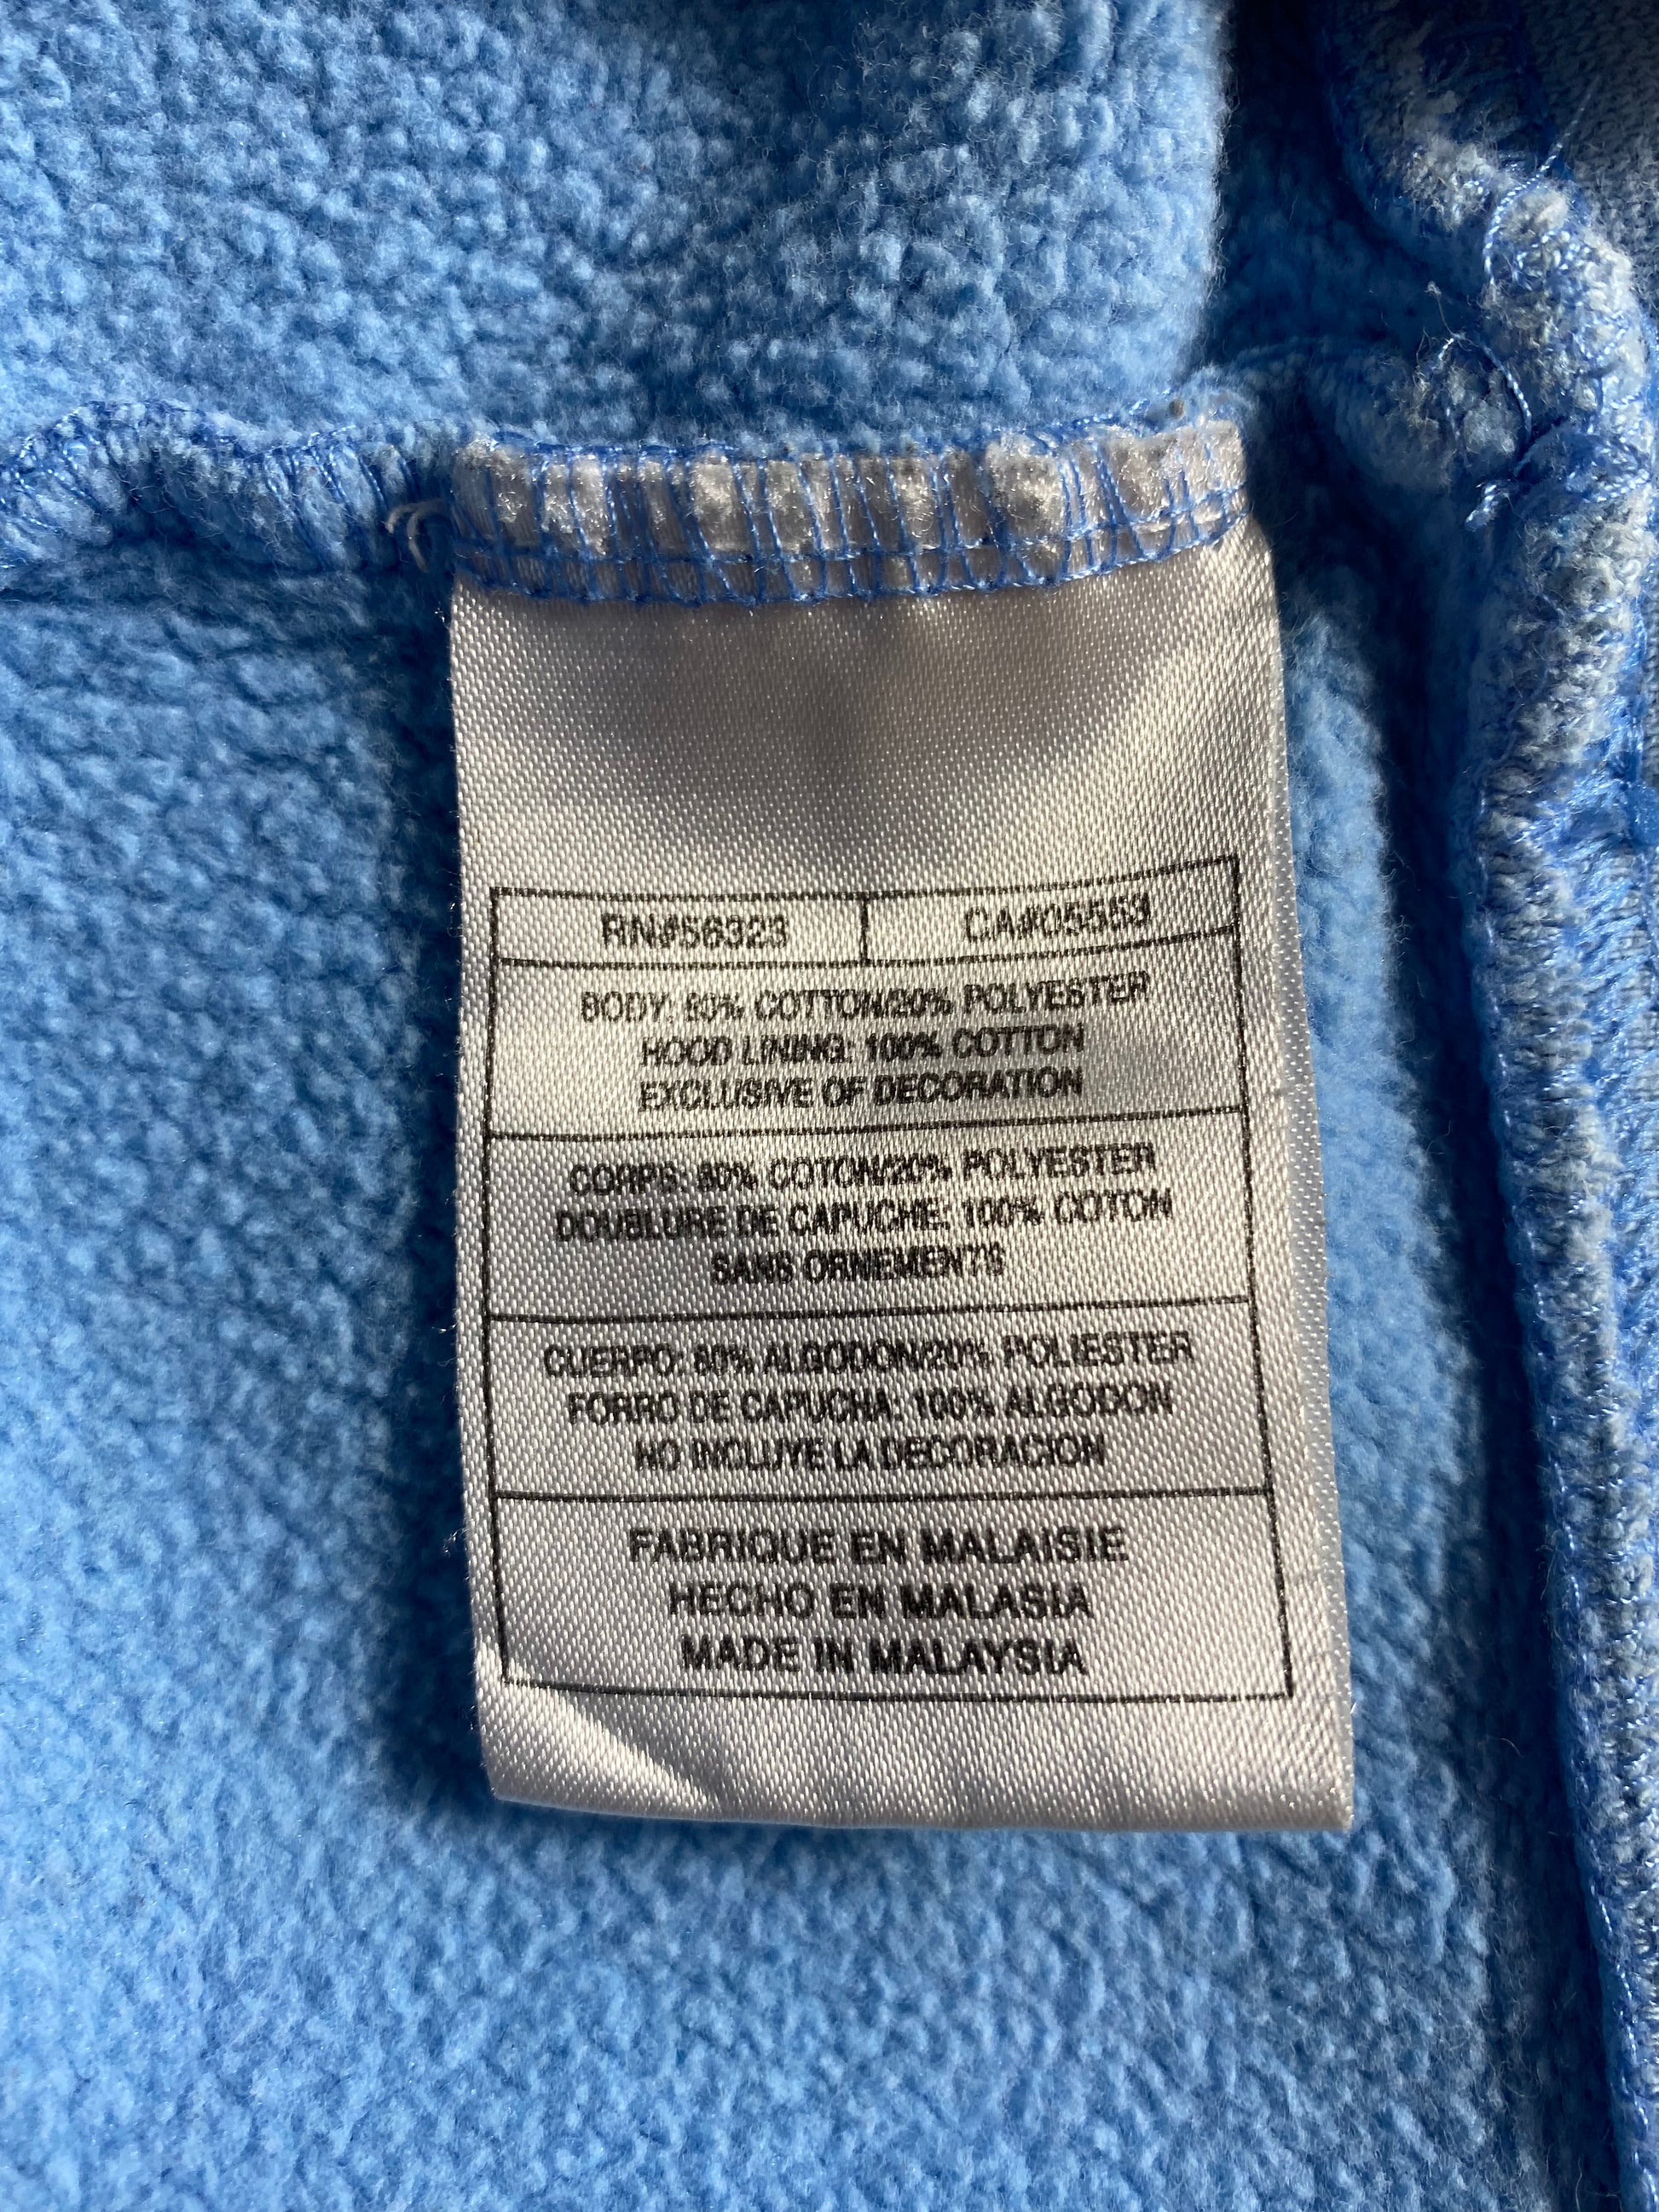 RN#56323
CA#05553
BODY: 80% COTTON/20% POLYESTER
HOOD LINING: 100% COTTON
EXCLUSIVE OF DECORATION
CORPS: 80% COTON/20% POLYESTER
DOUBLURE DE CAPUCHE: 100% COTON
SANS ORNEMENTS
CUERPO: 80% ALGODON/20% POLIESTER
FORRO DE CAPUCHA: 100% ALGODON
NO INCLUYE LA DECORACION
FABRIQUE EN MALAISIE
HECHO EN MALASIA
MADE IN MALAYSIA